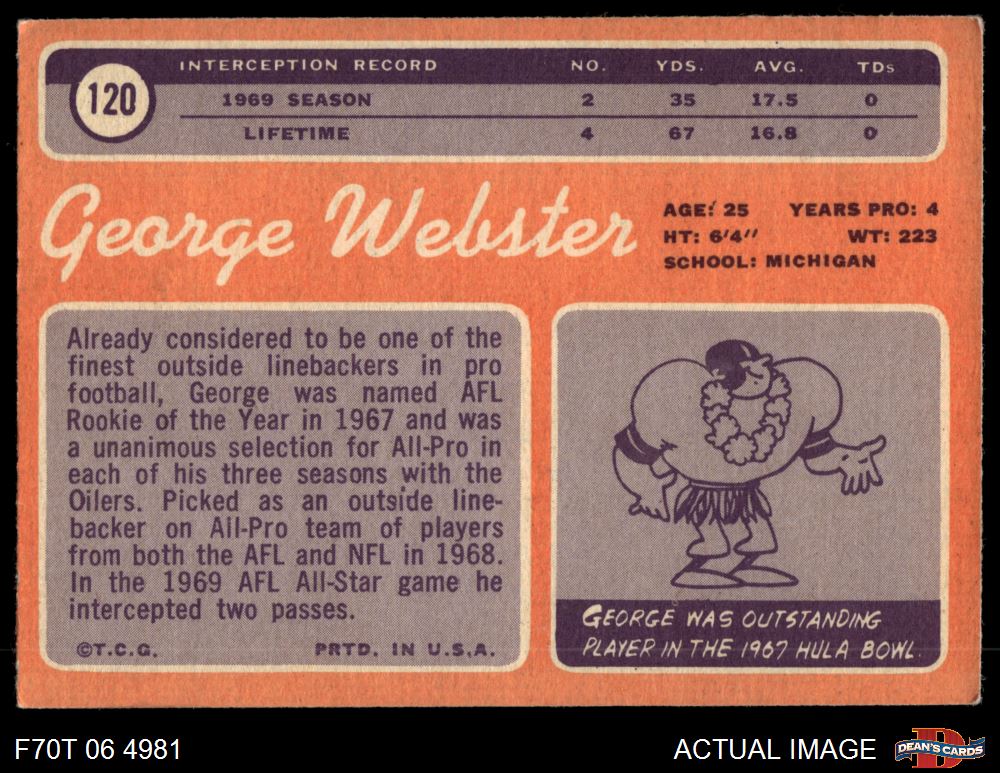 INTERCEPTION RECORD NO. YDS. AVG. TDs
120
1969 SEASON 2 35 17.5 0
LIFETIME 4 67 16.8 0
George Webster
AGE: 25 YEARS PRO: 4
HT: 6'4'' WT: 223
SCHOOL: MICHIGAN
Already considered to be one of the
finest outside linebackers in pro
football, George was named AFL
Rookie of the Year in 1967 and was
a unanimous selection for All-Pro in
each of his three seasons with the
Oilers. Picked as an outside line-
backer on All-Pro team of players
from both the AFL and NFL in 1968.
In the 1969 AFL All-Star game he
intercepted two passes.
©T.C.G. PRTD. IN U.S.A.
GEORGE WAS OUTSTANDING
PLAYER IN THE 1967 HULA BOWL.
F70T 06 4981 ACTUAL IMAGE D DEAN'S CARDS